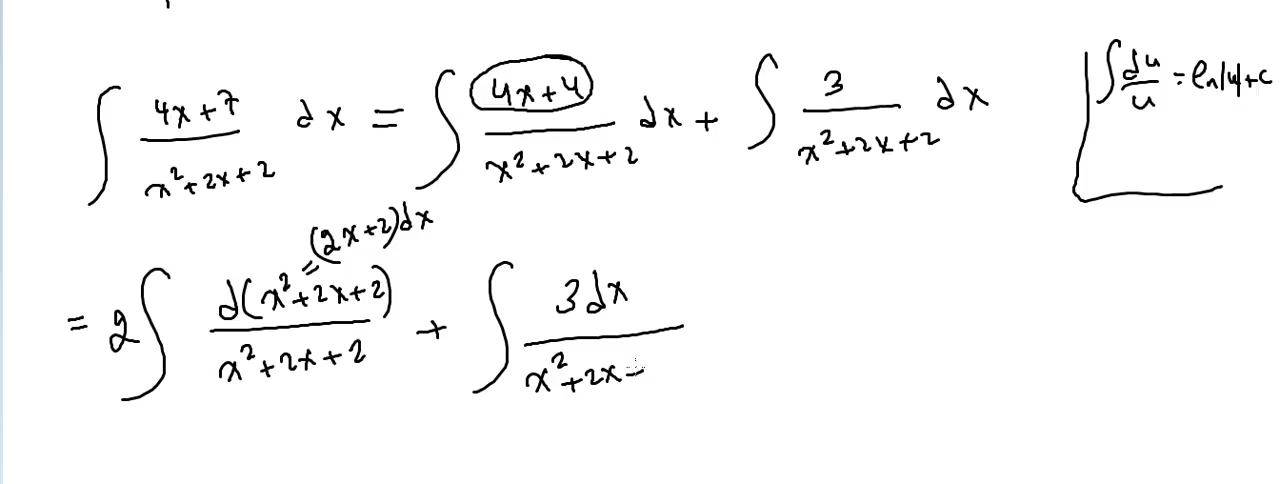 ∫ (4x+7)/(x²+2x+2) dx = ∫ (4x+4)/(x²+2x+2) dx + ∫ 3/(x²+2x+2) dx
∫ du/u = ln|u|+c
= (2x+2)dx
= 2∫ d(x²+2x+2)/(x²+2x+2) + ∫ 3dx/(x²+2x